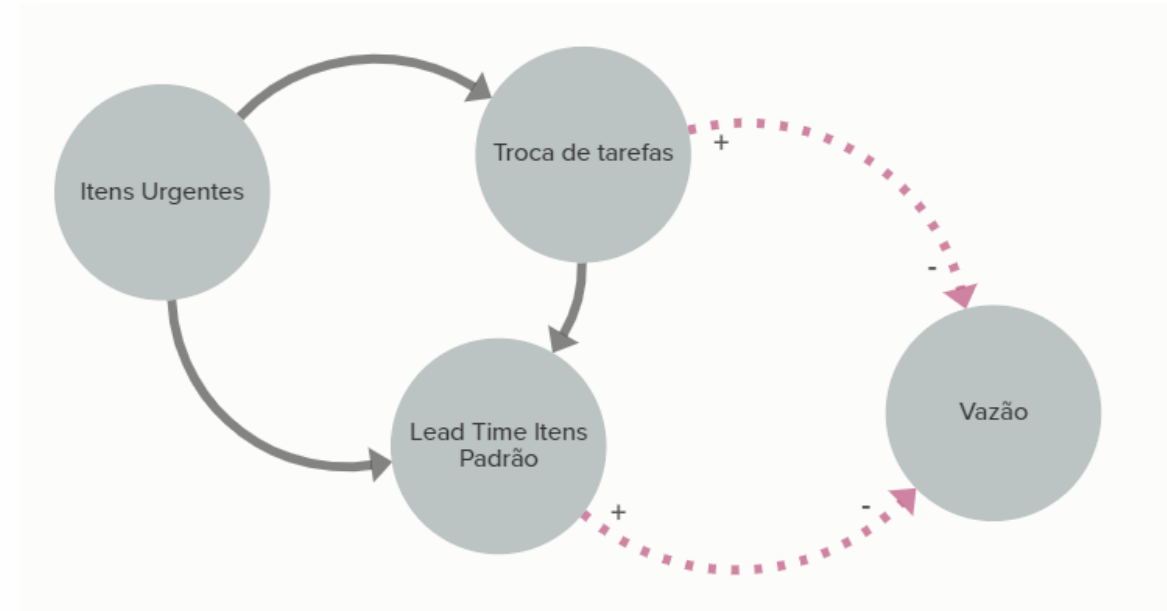 Troca de tarefas
+
Itens Urgentes
-
Vazão
Lead Time Itens
Padrão
+
-